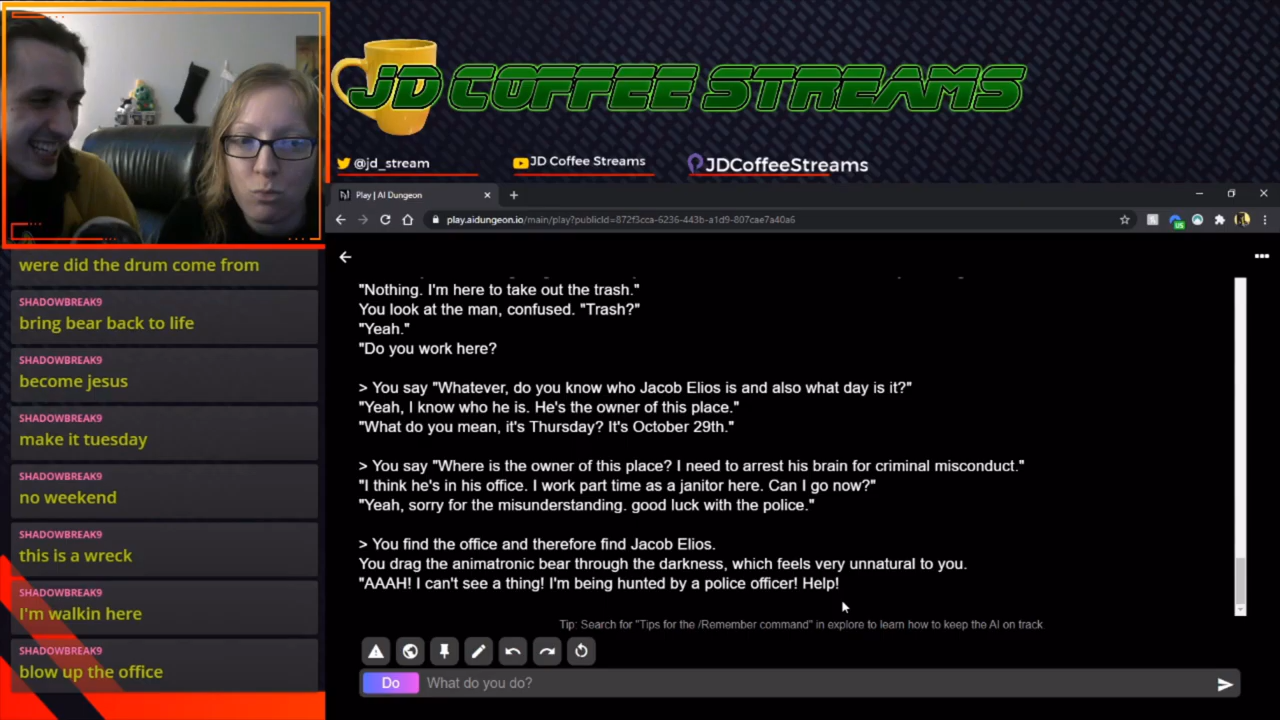 JD COFFEE STREAMS
@jd_stream
JD Coffee Streams
JDCoffeeStreams
Play | AI Dungeon
play.aidungeon.io/main/play?publicId=872f3cca-6236-443b-a1d9-807cae7a40a6
US
were did the drum come from
SHADOWBREAK9
bring bear back to life
SHADOWBREAK9
become jesus
SHADOWBREAK9
make it tuesday
SHADOWBREAK9
no weekend
SHADOWBREAK9
this is a wreck
SHADOWBREAK9
I'm walkin here
SHADOWBREAK9
blow up the office
"Nothing. I'm here to take out the trash."
You look at the man, confused. "Trash?"
"Yeah."
"Do you work here?
> You say "Whatever, do you know who Jacob Elios is and also what day is it?"
"Yeah, I know who he is. He's the owner of this place."
"What do you mean, it's Thursday? It's October 29th."
> You say "Where is the owner of this place? I need to arrest his brain for criminal misconduct."
"I think he's in his office. I work part time as a janitor here. Can I go now?"
"Yeah, sorry for the misunderstanding. good luck with the police."
> You find the office and therefore find Jacob Elios.
You drag the animatronic bear through the darkness, which feels very unnatural to you.
"AAAH! I can't see a thing! I'm being hunted by a police officer! Help!
Tip: Search for "Tips for the /Remember command" in explore to learn how to keep the AI on track.
Do
What do you do?